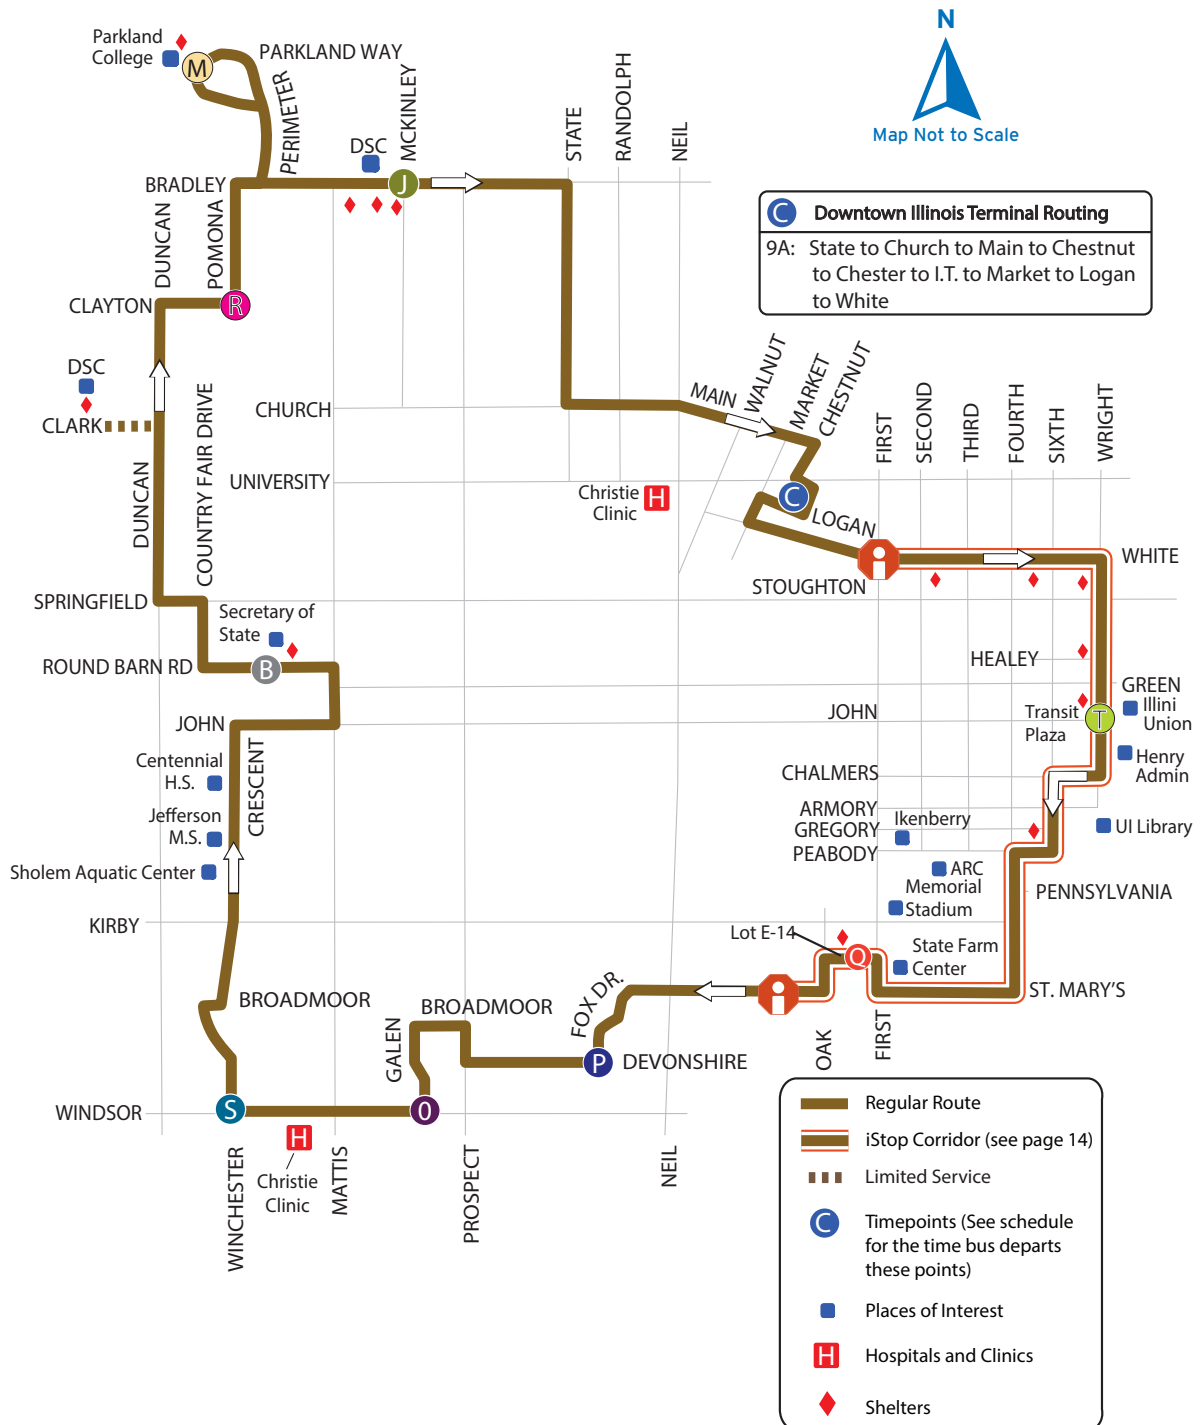 N
Map Not to Scale
Parkland
College
M
PARKLAND WAY
PERIMETER
MCKINLEY
DSC
STATE
RANDOLPH
NEIL
BRADLEY
J
DUNCAN
POMONA
C Downtown Illinois Terminal Routing
9A: State to Church to Main to Chestnut
to Chester to I.T. to Market to Logan
to White
CLAYTON
R
DSC
CLARK
DUNCAN
COUNTRY FAIR DRIVE
CHURCH
MAIN
WALNUT
MARKET
CHESTNUT
FIRST
SECOND
THIRD
FOURTH
SIXTH
WRIGHT
UNIVERSITY
Christie
Clinic
H
C
LOGAN
WHITE
STOUGHTON
SPRINGFIELD
Secretary of
State
ROUND BARN RD
B
HEALEY
GREEN
Illini
Union
JOHN
JOHN
Transit
Plaza
T
Centennial
H.S.
CRESCENT
Henry
Admin
CHALMERS
Jefferson
M.S.
ARMORY
GREGORY
Ikenberry
UI Library
PEABODY
Sholem Aquatic Center
ARC
Memorial
Stadium
PENNSYLVANIA
KIRBY
Lot E-14
Q
State Farm
Center
ST. MARY'S
BROADMOOR
BROADMOOR
FOX DR.
OAK
FIRST
GALEN
P
DEVONSHIRE
WINDSOR
S
O
H
Christie
Clinic
WINCHESTER
MATTIS
PROSPECT
NEIL
Regular Route
iStop Corridor (see page 14)
Limited Service
C Timepoints (See schedule
for the time bus departs
these points)
Places of Interest
H Hospitals and Clinics
Shelters